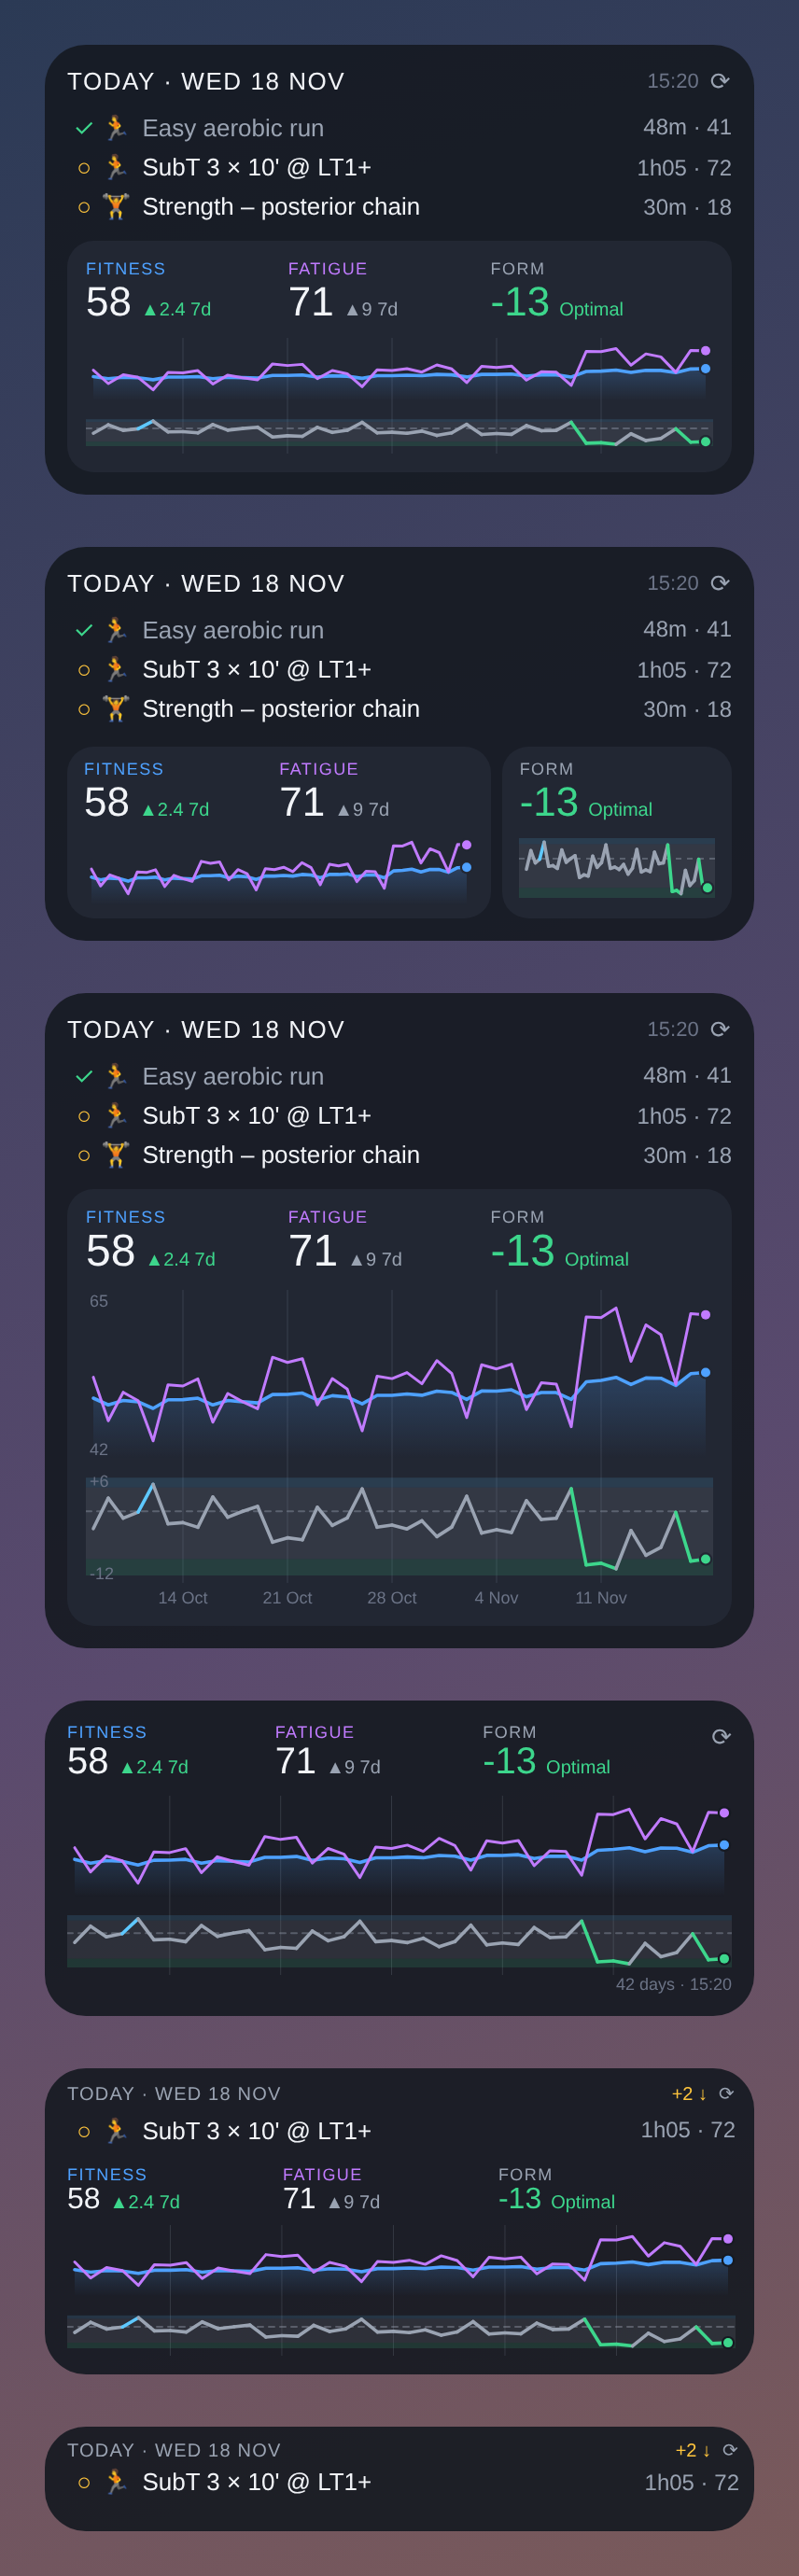 TODAY · WED 18 NOV 15:20 ⟳
✓ Easy aerobic run 48m · 41
○ SubT 3 × 10' @ LT1+ 1h05 · 72
○ Strength – posterior chain 30m · 18
FITNESS FATIGUE FORM
58 ▲2.4 7d 71 ▲9 7d -13 Optimal
TODAY · WED 18 NOV 15:20 ⟳
✓ Easy aerobic run 48m · 41
○ SubT 3 × 10' @ LT1+ 1h05 · 72
○ Strength – posterior chain 30m · 18
FITNESS FATIGUE FORM
58 ▲2.4 7d 71 ▲9 7d -13 Optimal
TODAY · WED 18 NOV 15:20 ⟳
✓ Easy aerobic run 48m · 41
○ SubT 3 × 10' @ LT1+ 1h05 · 72
○ Strength – posterior chain 30m · 18
FITNESS FATIGUE FORM
58 ▲2.4 7d 71 ▲9 7d -13 Optimal
65
42
+6
-12
14 Oct 21 Oct 28 Oct 4 Nov 11 Nov
FITNESS FATIGUE FORM ⟳
58 ▲2.4 7d 71 ▲9 7d -13 Optimal
42 days · 15:20
TODAY · WED 18 NOV +2 ↓ ⟳
○ SubT 3 × 10' @ LT1+ 1h05 · 72
FITNESS FATIGUE FORM
58 ▲2.4 7d 71 ▲9 7d -13 Optimal
TODAY · WED 18 NOV +2 ↓ ⟳
○ SubT 3 × 10' @ LT1+ 1h05 · 72